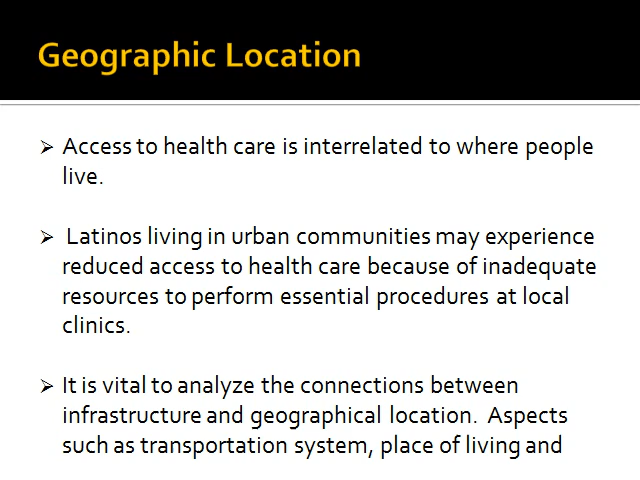 Geographic Location
➢ Access to health care is interrelated to where people
live.
➢ Latinos living in urban communities may experience
reduced access to health care because of inadequate
resources to perform essential procedures at local
clinics.
➢ It is vital to analyze the connections between
infrastructure and geographical location. Aspects
such as transportation system, place of living and